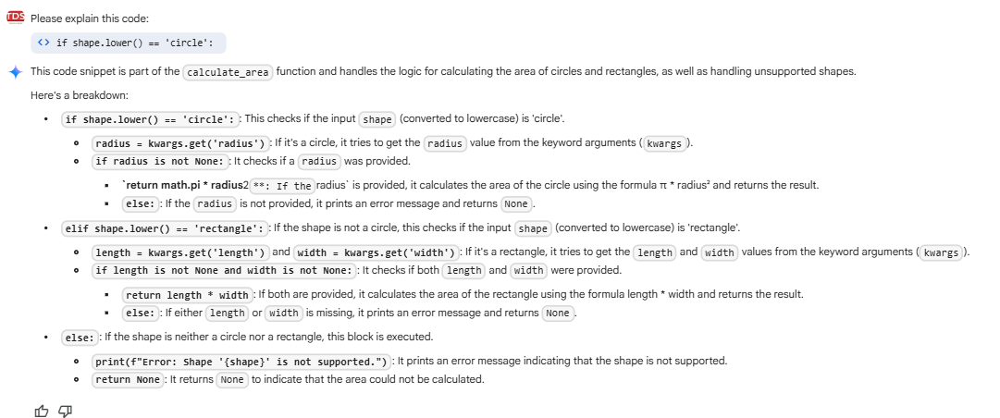 TDS
Please explain this code:
<> if shape.lower() == 'circle':
This code snippet is part of the calculate_area function and handles the logic for calculating the area of circles and rectangles, as well as handling unsupported shapes.
Here's a breakdown:
• if shape.lower() == 'circle': : This checks if the input shape (converted to lowercase) is 'circle'.
radius = kwargs.get('radius') : If it's a circle, it tries to get the radius value from the keyword arguments ( kwargs ).
if radius is not None: : It checks if a radius was provided.
▪ `return math.pi * radius2 **: If the radius` is provided, it calculates the area of the circle using the formula π * radius² and returns the result.
▪ else: : If the radius is not provided, it prints an error message and returns None .
• elif shape.lower() == 'rectangle': : If the shape is not a circle, this checks if the input shape (converted to lowercase) is 'rectangle'.
length = kwargs.get('length') and width = kwargs.get('width') : If it's a rectangle, it tries to get the length and width values from the keyword arguments ( kwargs ).
if length is not None and width is not None: : It checks if both length and width were provided.
▪ return length * width : If both are provided, it calculates the area of the rectangle using the formula length * width and returns the result.
▪ else: : If either length or width is missing, it prints an error message and returns None .
• else: : If the shape is neither a circle nor a rectangle, this block is executed.
print(f"Error: Shape '{shape}' is not supported.") : It prints an error message indicating that the shape is not supported.
return None : It returns None to indicate that the area could not be calculated.